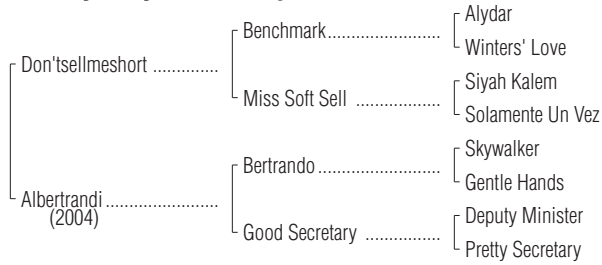 Alydar
Benchmark....................
Winters' Love
Don'tsellmeshort .............
Siyah Kalem
Miss Soft Sell .................
Solamente Un Vez
Skywalker
Bertrando......................
Gentle Hands
Albertrandi......................
(2004)
Deputy Minister
Good Secretary ...............
Pretty Secretary